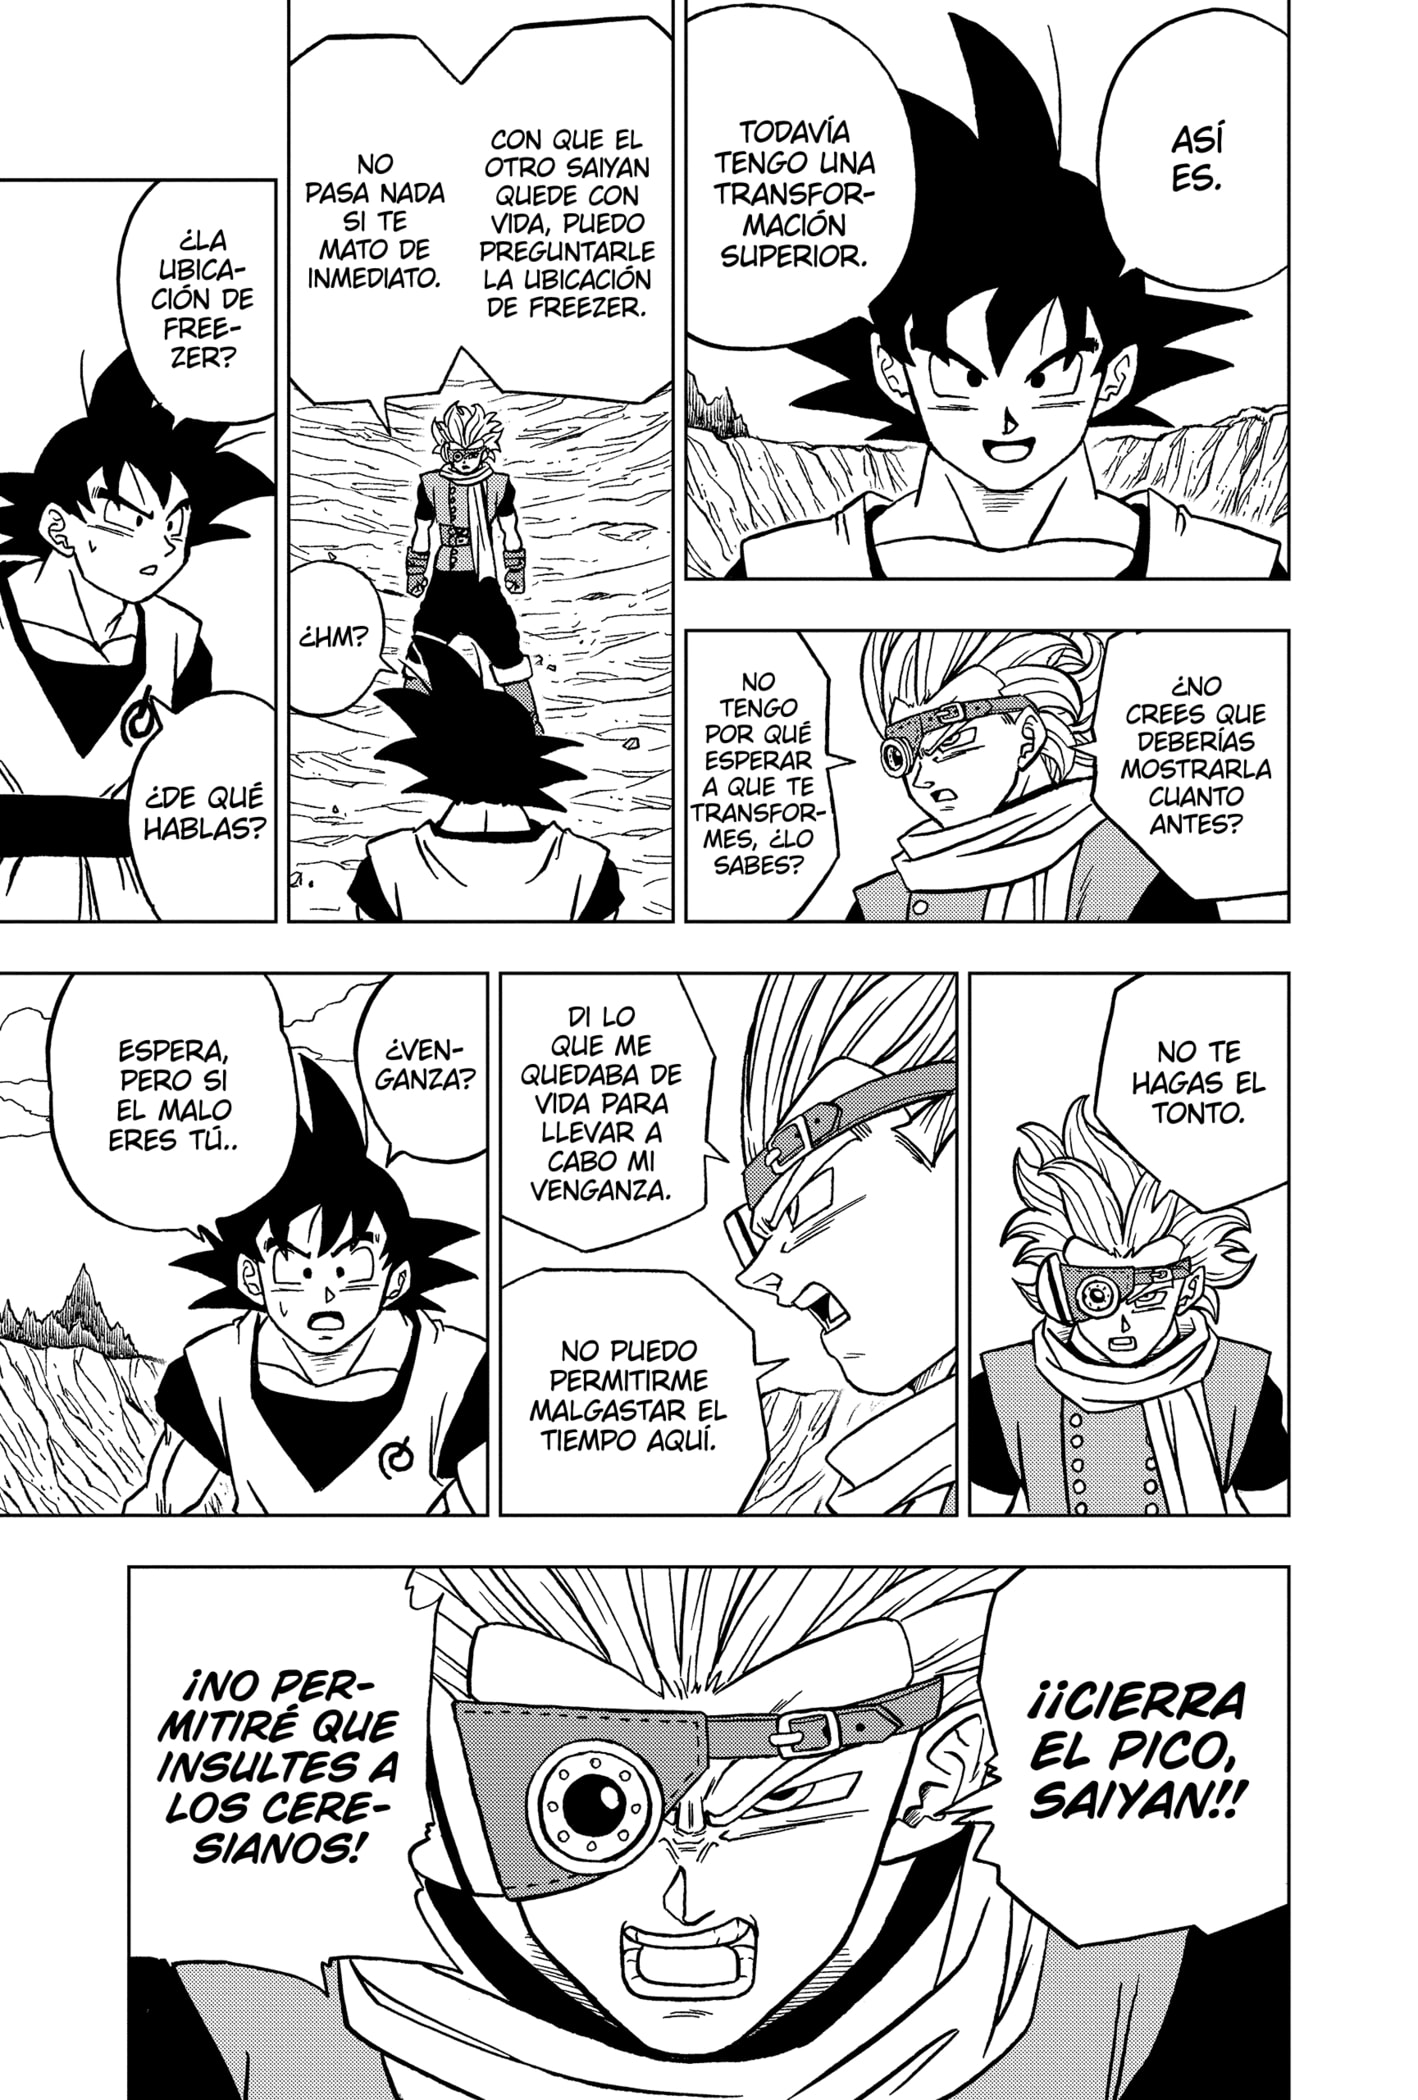 ASÍ
ES.
TODAVÍA
TENGO UNA
TRANSFOR-
MACIÓN
SUPERIOR.
¿NO
CREES QUE
DEBERÍAS
MOSTRARLA
CUANTO
ANTES?
NO
TENGO
POR QUÉ
ESPERAR
A QUE TE
TRANSFOR-
MES, ¿LO
SABES?
CON QUE EL
OTRO SAIYAN
QUEDE CON
VIDA, PUEDO
PREGUNTARLE
LA UBICACIÓN
DE FREEZER.
NO
PASA NADA
SI TE
MATO DE
INMEDIATO.
¿HM?
¿LA
UBICA-
CIÓN DE
FREE-
ZER?
¿DE QUÉ
HABLAS?
NO TE
HAGAS EL
TONTO.
DI LO
QUE ME
QUEDABA DE
VIDA PARA
LLEVAR A
CABO MI
VENGANZA.
NO PUEDO
PERMITIRME
MALGASTAR EL
TIEMPO AQUÍ.
¿VEN-
GANZA?
ESPERA,
PERO SI
EL MALO
ERES TÚ..
¡¡CIERRA
EL PICO,
SAIYAN!!
¡NO PER-
MITIRÉ QUE
INSULTES A
LOS CERE-
SIANOS!